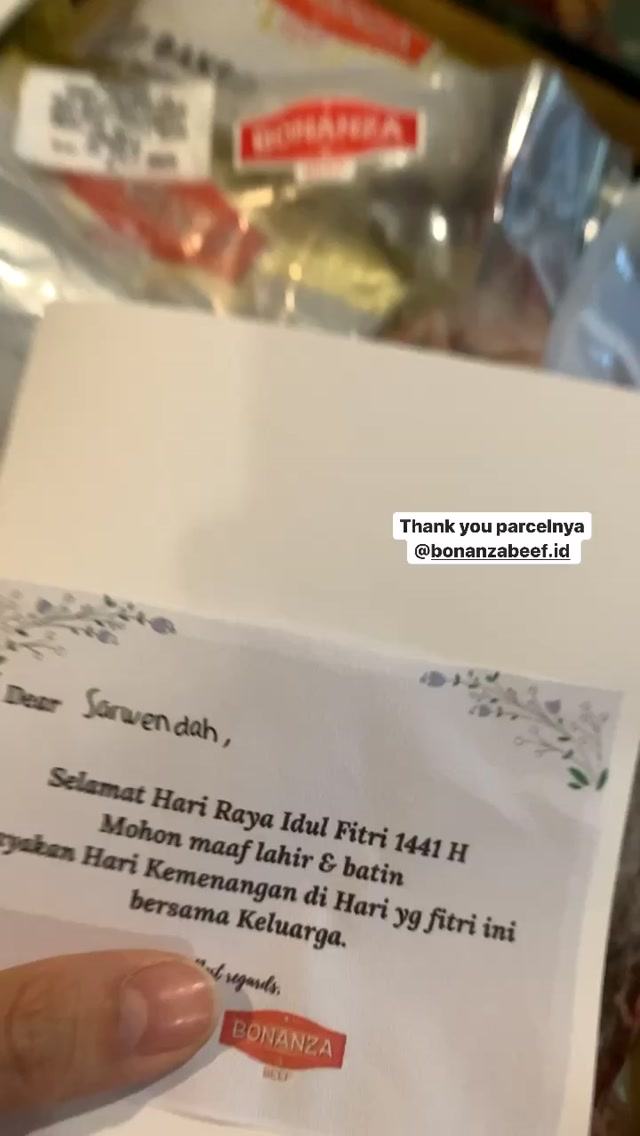 BONANZA
Thank you parcelnya
@bonanzabeef.id
Dear Sarwendah,
Selamat Hari Raya Idul Fitri 1441 H
Mohon maaf lahir & batin
Hari Kemenangan di Hari yg fitri ini
bersama Keluarga.
regards,
BONANZA
BEEF